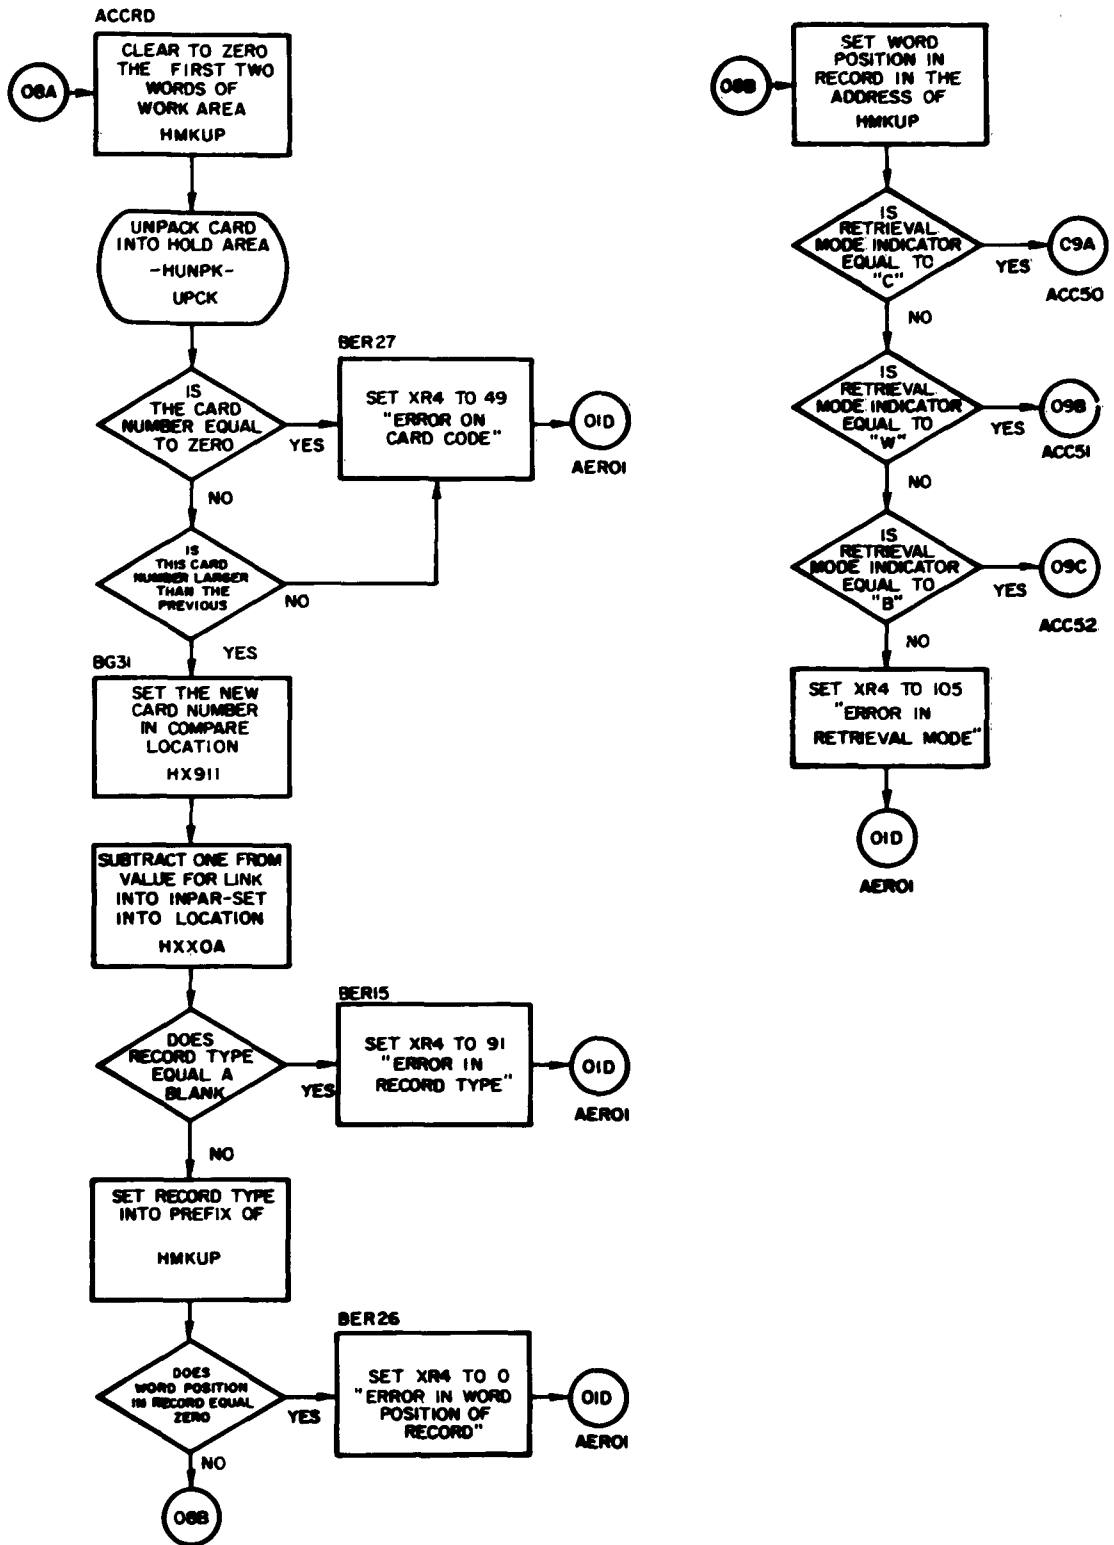 ACCRD
08A
CLEAR TO ZERO
THE FIRST TWO
WORDS OF
WORK AREA
HMKUP
UNPACK CARD
INTO HOLD AREA
-HUNPK-
UPCK
IS
THE CARD
NUMBER EQUAL
TO ZERO
YES
BER27
SET XR4 TO 49
"ERROR ON
CARD CODE"
01D
AER01
NO
IS
THIS CARD
NUMBER LARGER
THAN THE
PREVIOUS
NO
YES
BG31
SET THE NEW
CARD NUMBER
IN COMPARE
LOCATION
HX911
SUBTRACT ONE FROM
VALUE FOR LINK
INTO INPAR-SET
INTO LOCATION
HXX0A
DOES
RECORD TYPE
EQUAL A
BLANK
YES
BER15
SET XR4 TO 91
"ERROR IN
RECORD TYPE"
01D
AER01
NO
SET RECORD TYPE
INTO PREFIX OF
HMKUP
DOES
WORD POSITION
IN RECORD EQUAL
ZERO
YES
BER26
SET XR4 TO 0
"ERROR IN WORD
POSITION OF
RECORD"
01D
AER01
NO
08B
08B
SET WORD
POSITION IN
RECORD IN THE
ADDRESS OF
HMKUP
IS
RETRIEVAL
MODE INDICATOR
EQUAL TO
"C"
YES
C9A
ACC50
NO
IS
RETRIEVAL
MODE INDICATOR
EQUAL TO
"W"
YES
09B
ACC51
NO
IS
RETRIEVAL
MODE INDICATOR
EQUAL TO
"B"
YES
09C
ACC52
NO
SET XR4 TO 105
"ERROR IN
RETRIEVAL MODE"
01D
AER01